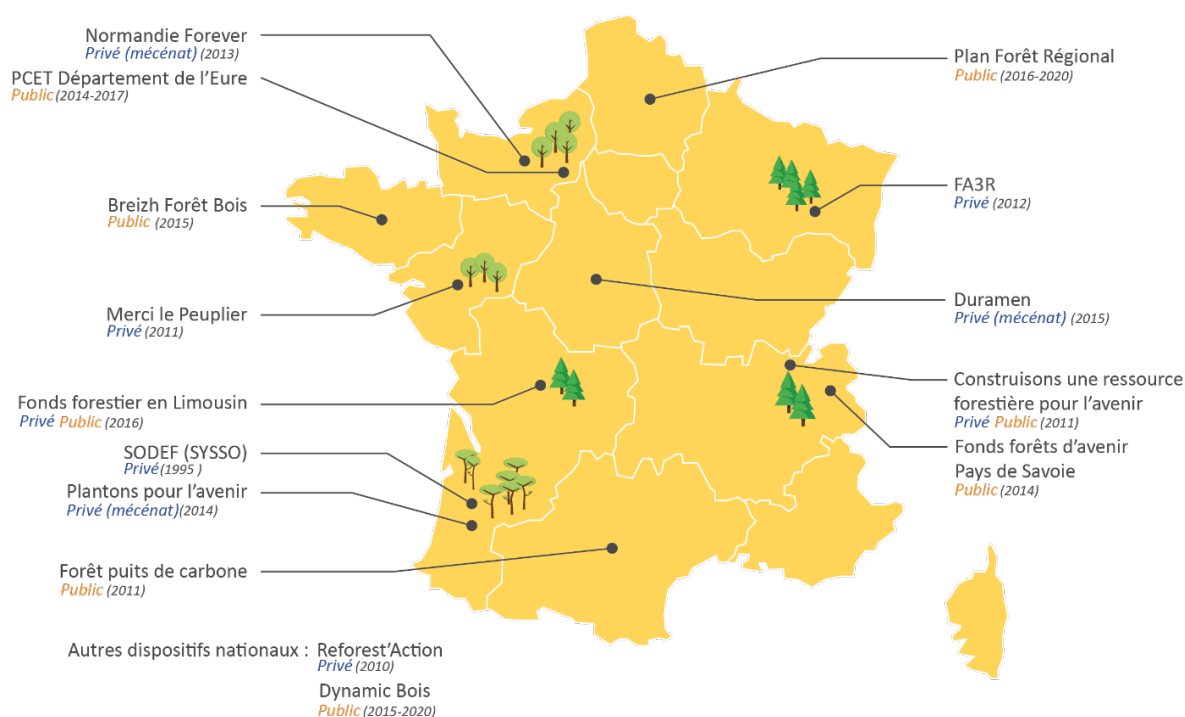 Normandie Forever
Privé (mécénat) (2013)
PCET Département de l'Eure
Public (2014-2017)
Breizh Forêt Bois
Public (2015)
Merci le Peuplier
Privé (2011)
Fonds forestier en Limousin
Privé Public (2016)
SODEF (SYSSO)
Privé (1995 )
Plantons pour l'avenir
Privé (mécénat)(2014)
Forêt puits de carbone
Public (2011)
Plan Forêt Régional
Public (2016-2020)
FA3R
Privé (2012)
Duramen
Privé (mécénat) (2015)
Construisons une ressource
forestière pour l'avenir
Privé Public (2011)
Fonds forêts d'avenir
Pays de Savoie
Public (2014)
Autres dispositifs nationaux : Reforest'Action
Privé (2010)
Dynamic Bois
Public (2015-2020)